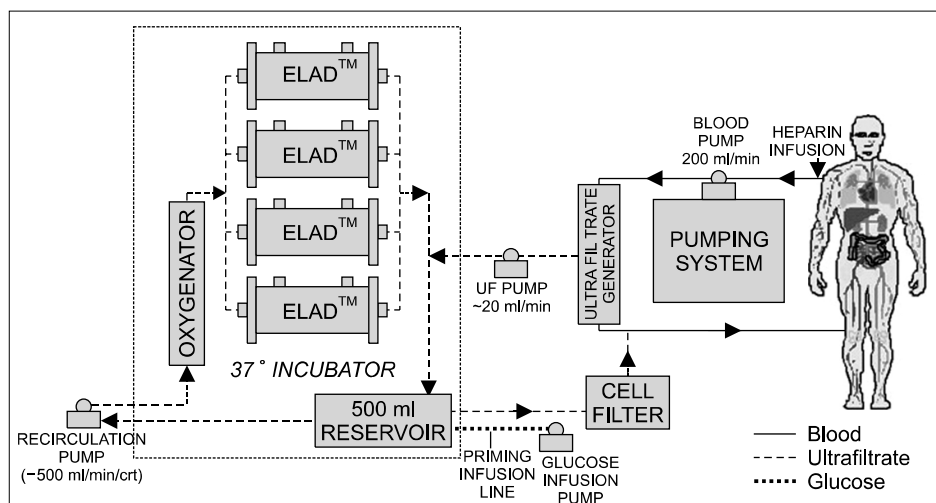 ELAD™
ELAD™
ELAD™
ELAD™
37° INCUBATOR
OXYGENATOR
RECIRCULATION
PUMP
(~500 ml/min/crt)
500 ml
RESERVOIR
PRIMING
INFUSION
LINE
GLUCOSE
INFUSION
PUMP
CELL
FILTER
UF PUMP
~20 ml/min
ULTRA FIL TRATE
GENERATOR
BLOOD
PUMP
200 ml/min
HEPARIN
INFUSION
PUMPING
SYSTEM
Blood
Ultrafiltrate
Glucose